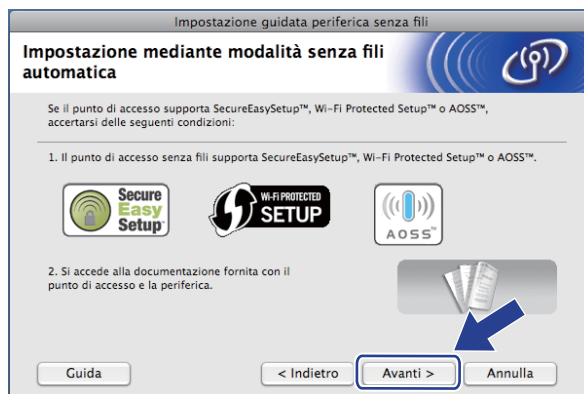 Impostazione guidata periferica senza fili
Impostazione mediante modalità senza fili
automatica
Se il punto di accesso supporta SecureEasySetup™, Wi-Fi Protected Setup™ o AOSS™,
accertarsi delle seguenti condizioni:
1. Il punto di accesso senza fili supporta SecureEasySetup™, Wi-Fi Protected Setup™ o AOSS™.
Secure
Easy
Setup™
Wi-Fi PROTECTED
SETUP
AOSS™
2. Si accede alla documentazione fornita con il
punto di accesso e la periferica.
Guida
< Indietro
Avanti >
Annulla